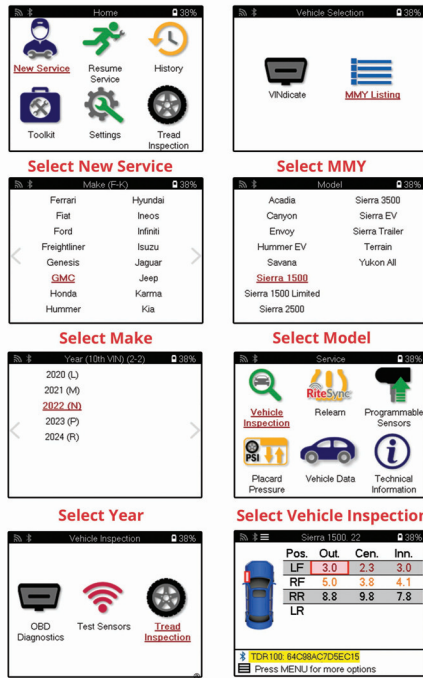 Home 38%
New Service
Resume Service
History
Toolkit
Settings
Tread Inspection
Select New Service
Vehicle Selection 38%
VINdicate
MMY Listing
Select MMY
Make (F-K) 38%
Ferrari Hyundai
Fiat Ineos
Ford Infiniti
Freightliner Isuzu
Genesis Jaguar
GMC Jeep
Honda Karma
Hummer Kia
Select Make
Model 38%
Acadia Sierra 3500
Canyon Sierra EV
Envoy Sierra Trailer
Hummer EV Terrain
Savana Yukon All
Sierra 1500
Sierra 1500 Limited
Sierra 2500
Select Model
Year (10th VIN) (2-2) 38%
2020 (L)
2021 (M)
2022 (N)
2023 (P)
2024 (R)
Select Year
Service 38%
Vehicle Inspection
RiteSync
Relearn
Programmable Sensors
PSI
Placard Pressure
Vehicle Data
i
Technical Information
Select Vehicle Inspection
Vehicle Inspection 38%
OBD Diagnostics
Test Sensors
Tread Inspection
Sierra 1500 22 38%
Pos. Out. Cen. Inn.
LF 3.0 2.3 3.0
RF 5.0 3.8 4.1
RR 8.8 9.8 7.8
LR
TDR100: 64C98AC7D5EC15
Press MENU for more options